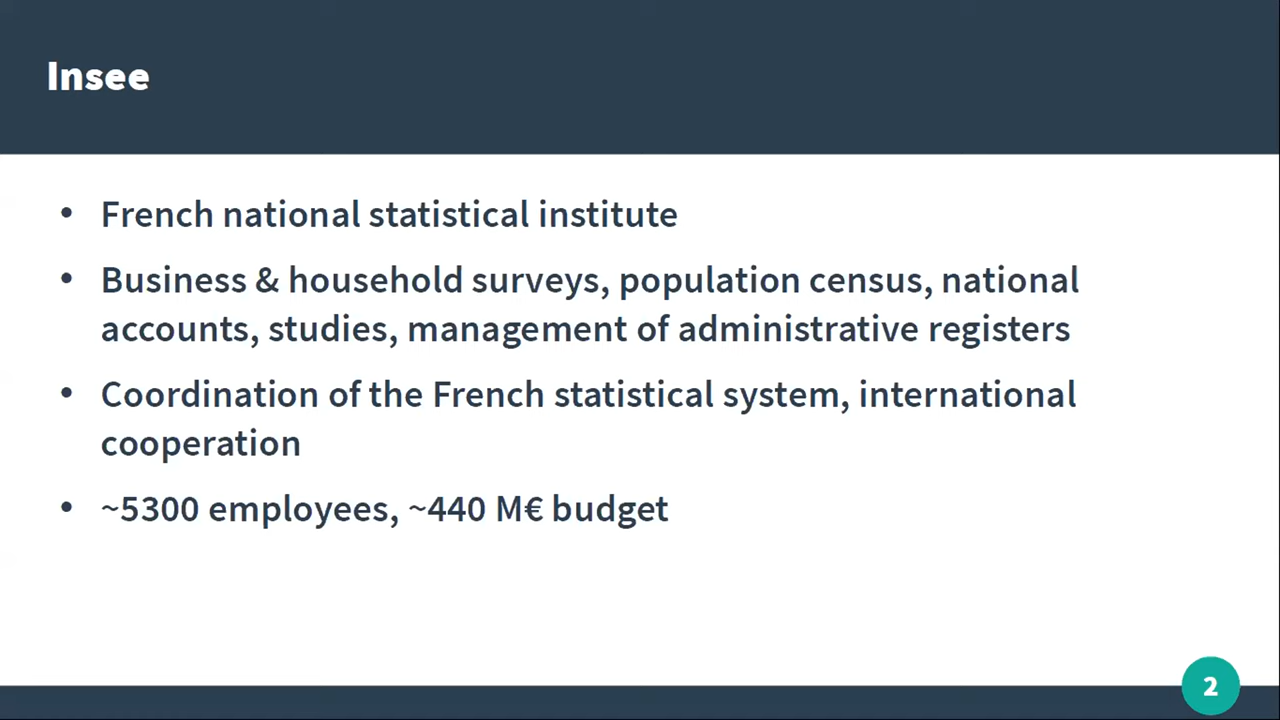 Insee
• French national statistical institute
• Business & household surveys, population census, national
accounts, studies, management of administrative registers
• Coordination of the French statistical system, international
cooperation
• ~5300 employees, ~440 M€ budget
2